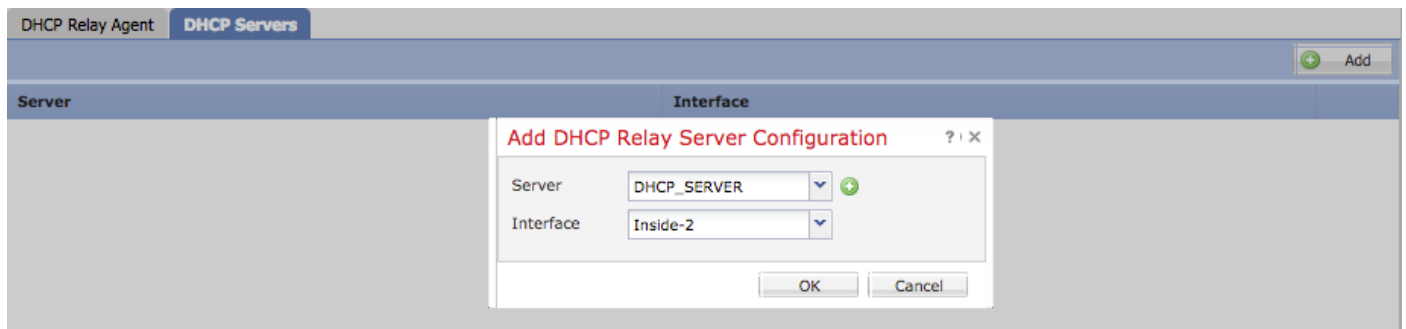 DHCP Relay Agent DHCP Servers
Add
Server Interface
Add DHCP Relay Server Configuration ?
Server DHCP_SERVER
Interface Inside-2
OK Cancel